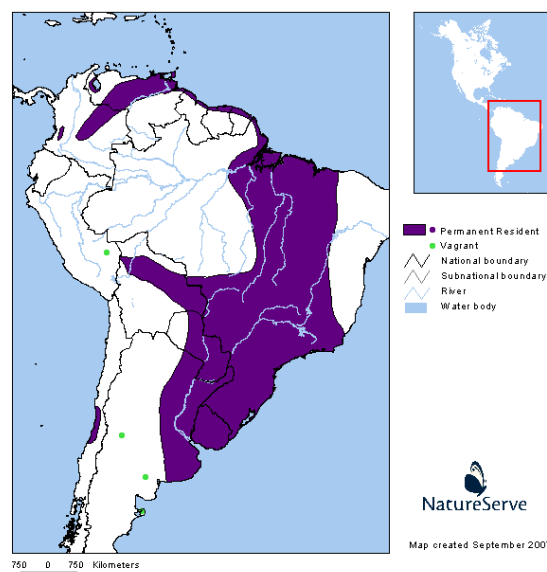 Permanent Resident
Vagrant
National boundary
Subnational boundary
River
Water body
NatureServe
Map created September 200
750 0 750 Kilometers